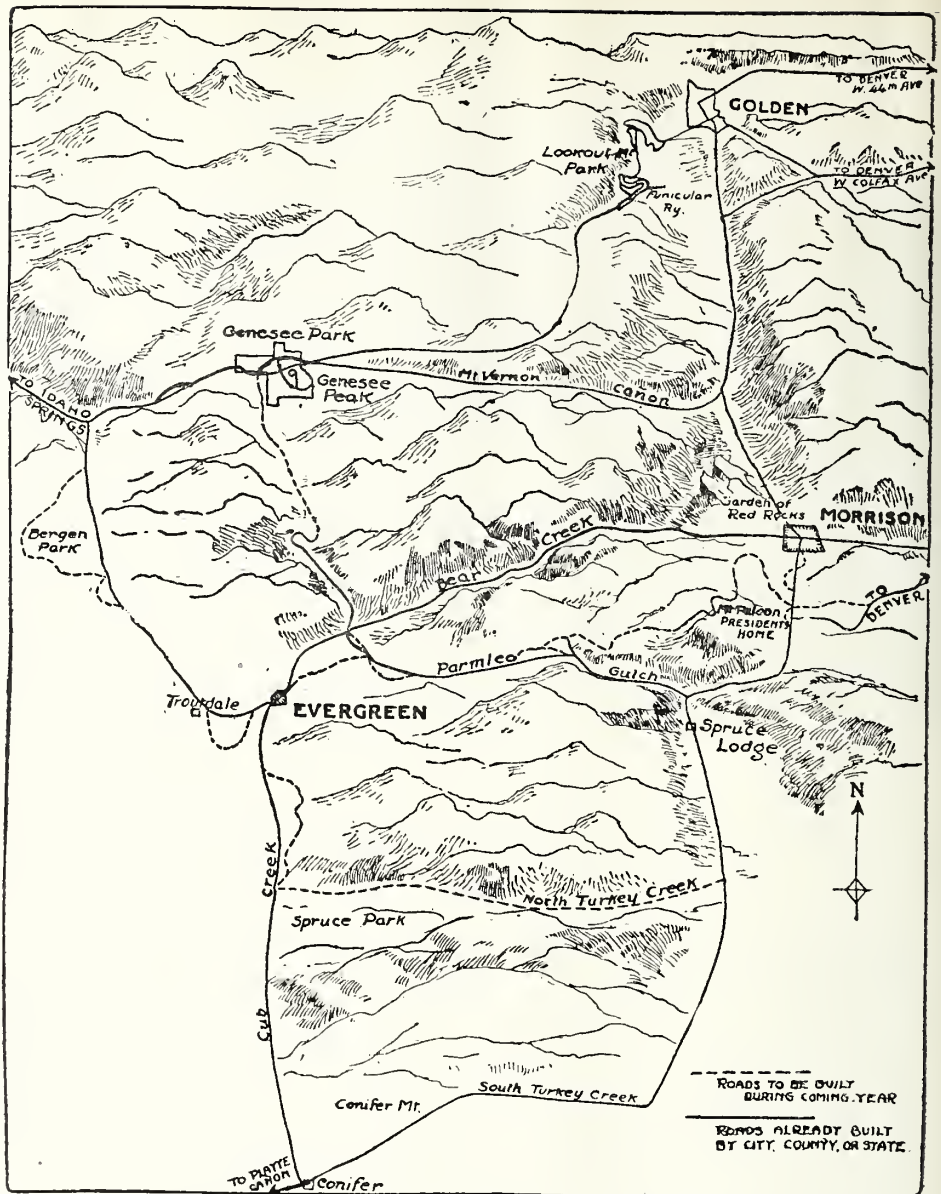 TO DENVER
W. 44TH AVE
GOLDEN
Lookout Mt.
Park
TO DENVER
W COLFAX AVE
Funicular
Ry.
Genesee Park
Genesee
Peak
Mt Vernon
Canon
TO IDAHO
SPRINGS
Bergen
Park
Garden of
Red Rocks
MORRISON
Bear Creek
Mt Falcon
PRESIDENTS
HOME
TO
DENVER
Parmleo
Gulch
Troutdale
EVERGREEN
Spruce
Lodge
N
Cub Creek
North Turkey Creek
Spruce Park
South Turkey Creek
Conifer Mt.
ROADS TO BE BUILT
DURING COMING YEAR
ROADS ALREADY BUILT
BY CITY, COUNTY, OR STATE.
TO PLATTE
CANON
Conifer